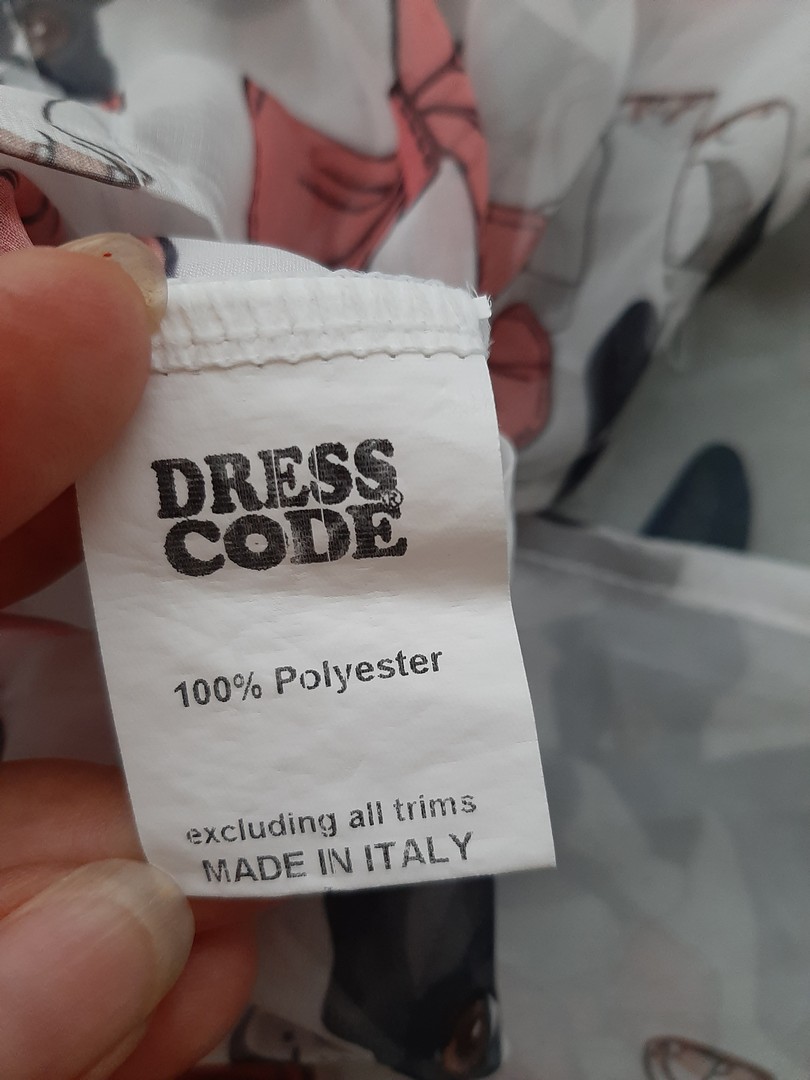 DRESS
CODE®
100% Polyester
excluding all trims
MADE IN ITALY